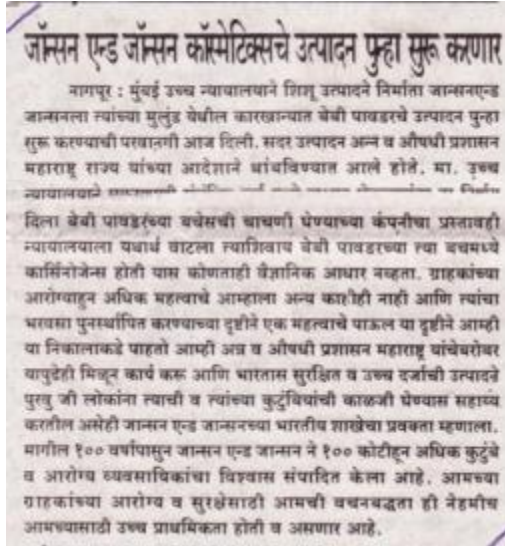 जॉन्सन एन्ड जॉन्सन कॉस्मेटिक्सचे उत्पादन पुन्हा सुरू करणार
नागपूर : मुंबई उच्च न्यायालयाने शिशू उत्पादने निर्माता जान्सनएन्ड
जान्सनला त्यांच्या मुलुंड येथील कारखान्यात बेबी पावडरचे उत्पादन पुन्हा
सुरू करण्याची परवानगी आज दिली. सदर उत्पादन अन्न व औषधी प्रशासन
महाराष्ट्र राज्य यांच्या आदेशाने थांबविण्यात आले होते. मा. उच्च
न्यायालयाने
दिला बेबी पावडरच्या बचेसची चाचणी घेण्याच्या कंपनीचा प्रस्तावही
न्यायालयाला यथार्थ वाटला त्याशिवाय बेबी पावडरच्या त्या बचमध्ये
कार्सिनोजेन्स होती यास कोणताही वैज्ञानिक आधार नव्हता. ग्राहकांच्या
आरोग्याहुन अधिक महत्वाचे आम्हाला अन्य काहीही नाही आणि त्यांचा
भरवसा पुनर्स्थापित करण्याच्या दृष्टीने एक महत्वाचे पाऊल या दृष्टीने आम्ही
या निकालाकडे पाहतो आम्ही अन्न व औषधी प्रशासन महाराष्ट्र यांचेबरोबर
यापुदेही मिळून कार्य करू आणि भारतास सुरक्षित व उच्च दर्जाची उत्पादने
पुरवु जी लोकांना त्याची व त्यांच्या कुटुंबियांची काळजी घेण्यास सहाय्य
करतील असेही जान्सन एन्ड जान्सनच्या भारतीय शाखेचा प्रवक्ता म्हणाला.
मागील १०० वर्षापासुन जान्सन एन्ड जान्सन ने १०० कोटीहून अधिक कुटुंबे
व आरोग्य व्यवसायिकांचा विश्वास संपादित केला आहे. आमच्या
ग्राहकांच्या आरोग्य व सुरक्षेसाठी आमची वचनबद्धता ही नेहमीच
आमच्यासाठी उच्च प्राथमिकता होती व असणार आहे.